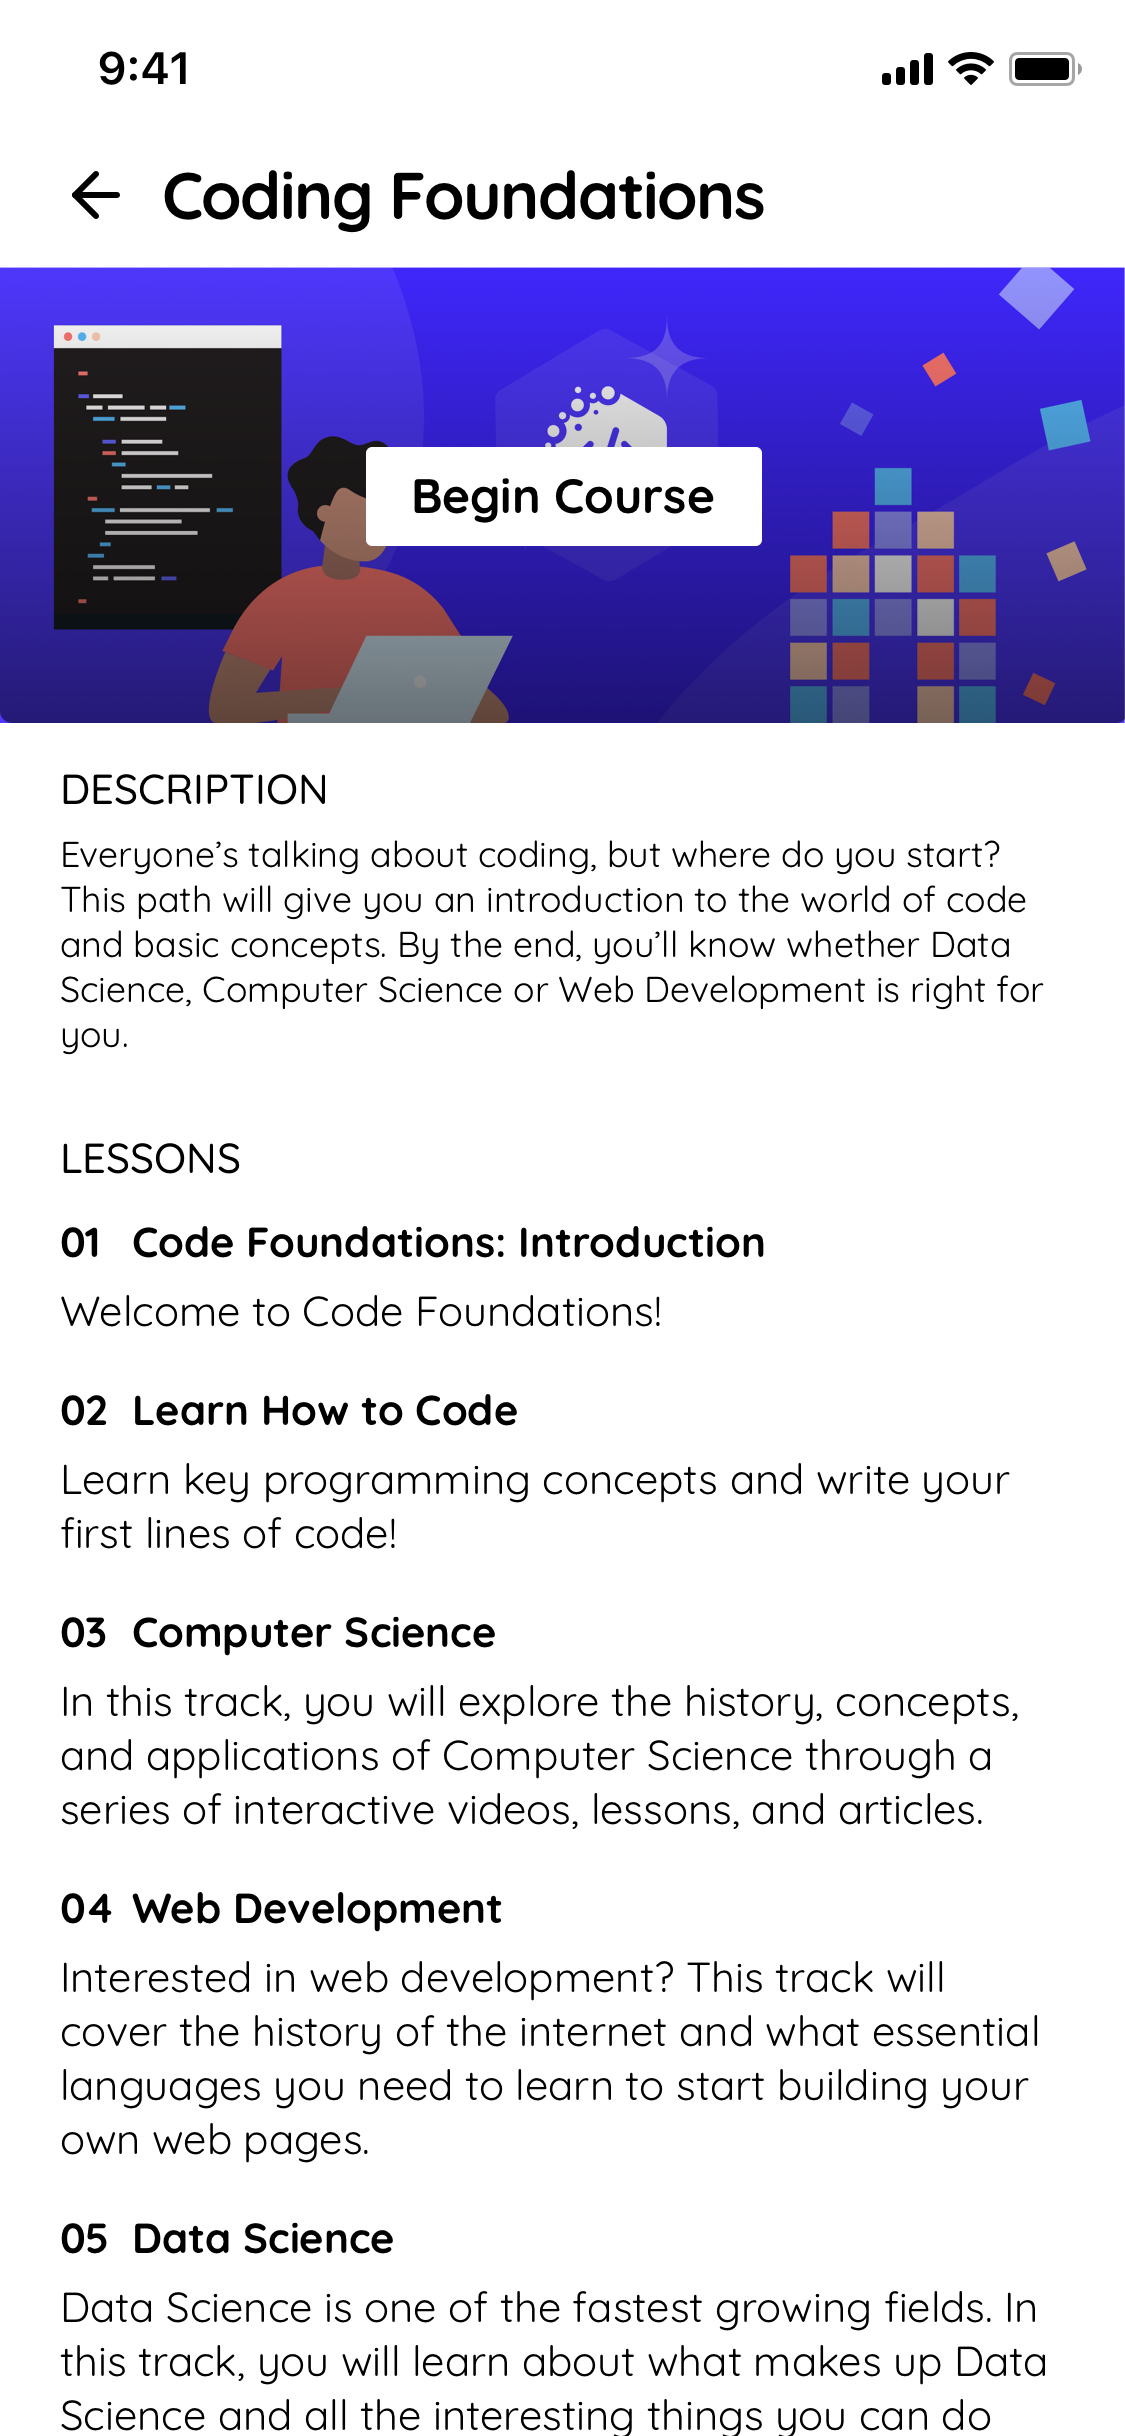 9:41
Coding Foundations
Begin Course
DESCRIPTION
Everyone’s talking about coding, but where do you start?
This path will give you an introduction to the world of code
and basic concepts. By the end, you’ll know whether Data
Science, Computer Science or Web Development is right for
you.
LESSONS
01 Code Foundations: Introduction
Welcome to Code Foundations!
02 Learn How to Code
Learn key programming concepts and write your
first lines of code!
03 Computer Science
In this track, you will explore the history, concepts,
and applications of Computer Science through a
series of interactive videos, lessons, and articles.
04 Web Development
Interested in web development? This track will
cover the history of the internet and what essential
languages you need to learn to start building your
own web pages.
05 Data Science
Data Science is one of the fastest growing fields. In
this track, you will learn about what makes up Data
Science and all the interesting things you can do